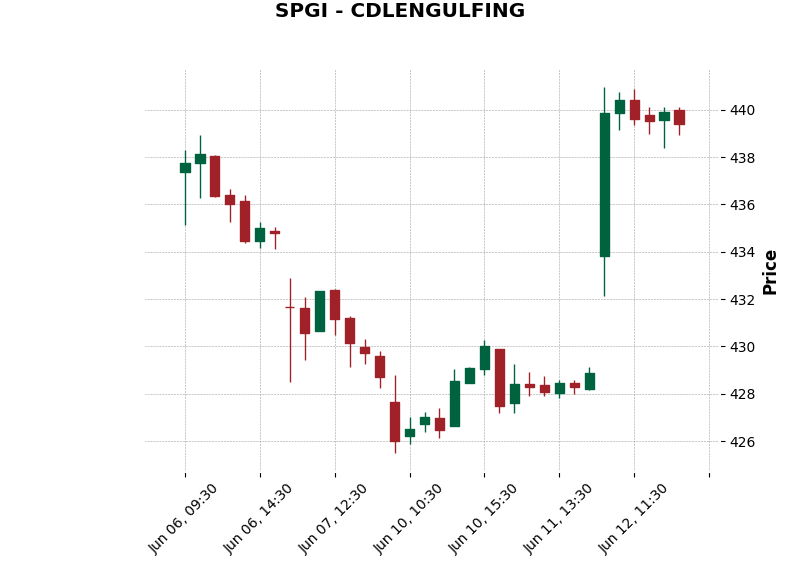 SPGI - CDLENGULFING
440
438
436
434
432
430
428
426
Price
Jun 06, 09:30
Jun 06, 14:30
Jun 07, 12:30
Jun 10, 10:30
Jun 10, 15:30
Jun 11, 13:30
Jun 12, 11:30